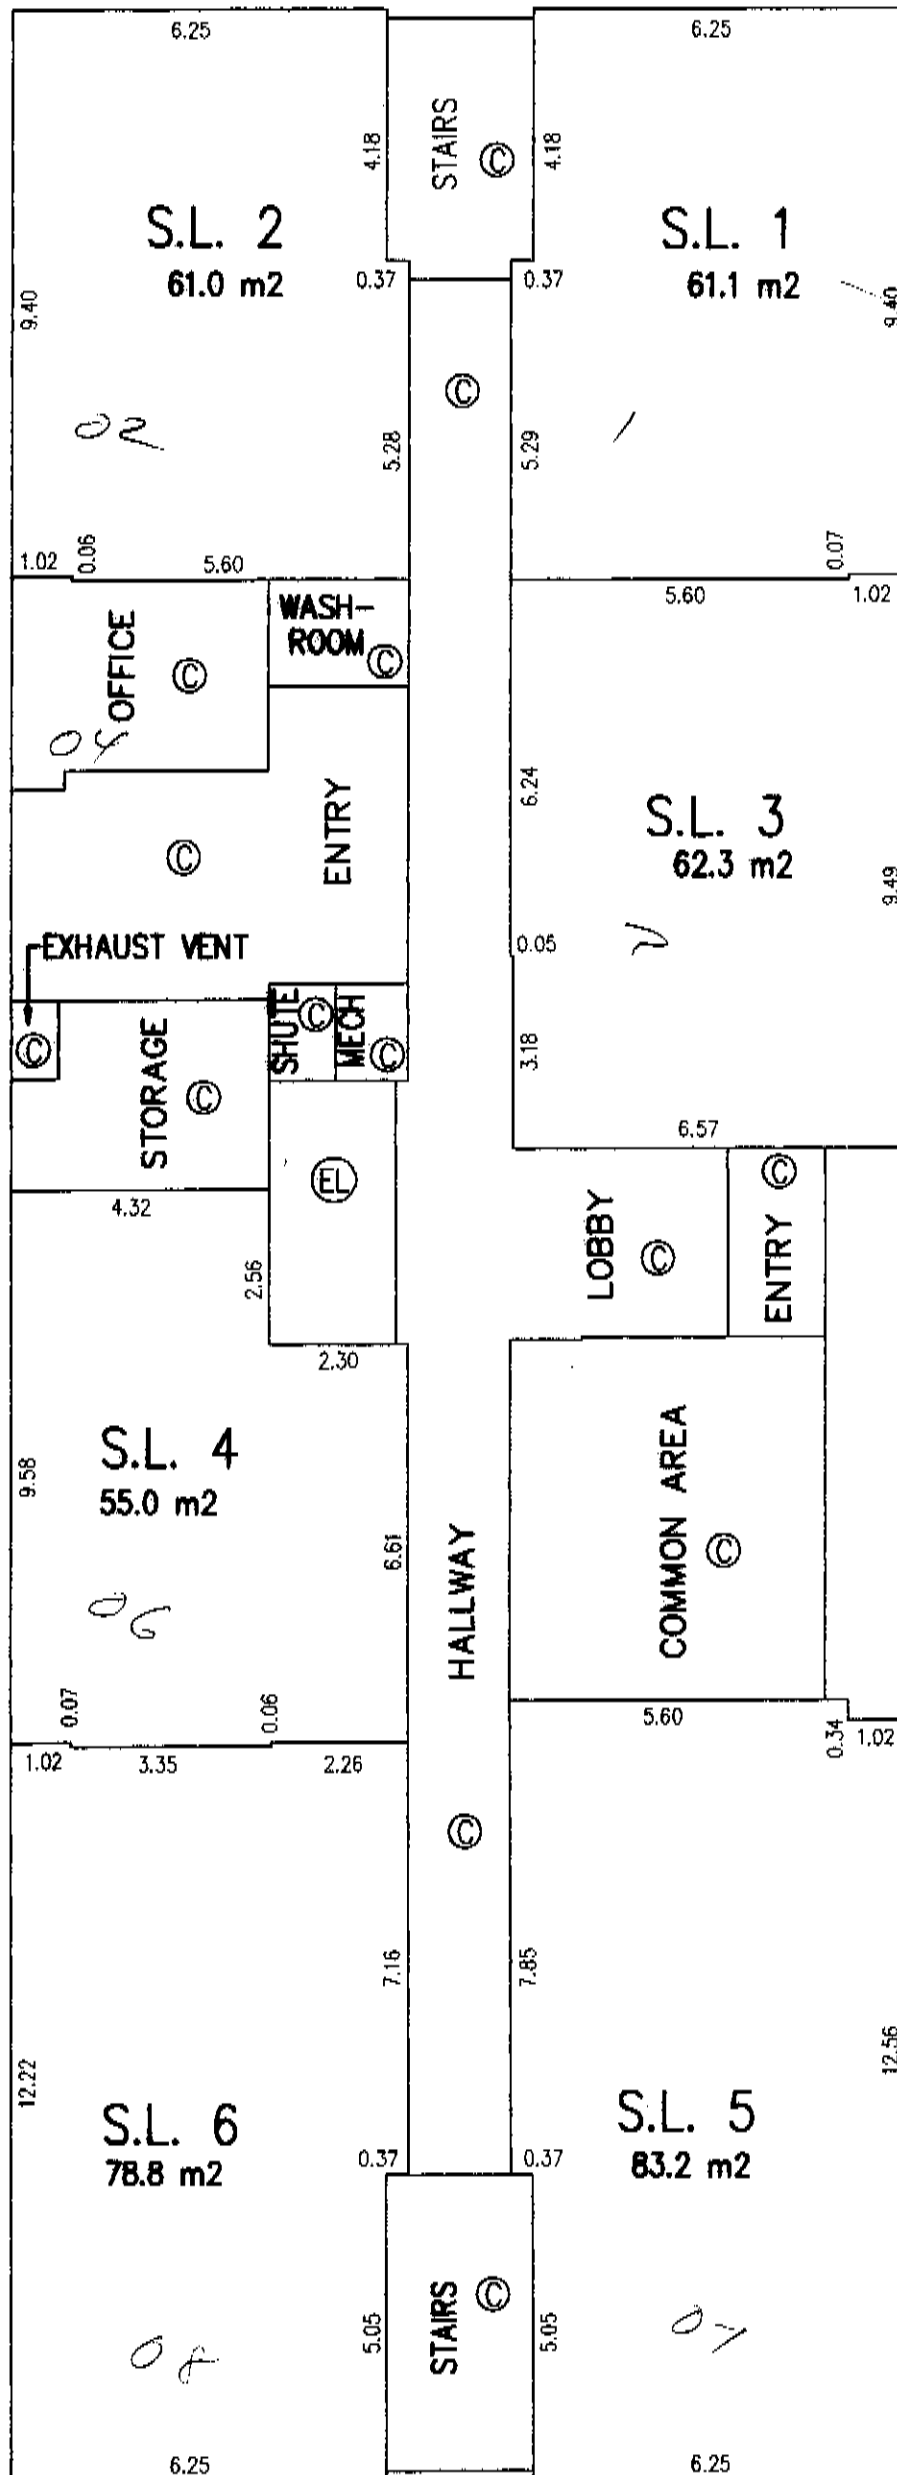 6.25
6.25
STAIRS
C
4.18
4.18
S.L. 2
61.0 m2
S.L. 1
61.1 m2
0.37
0.37
9.40
9.40
C
02
5.28
5.29
1.02
0.06
5.60
0.07
5.60
1.02
WASH-
ROOM
C
OFFICE
C
04
ENTRY
C
6.24
S.L. 3
62.3 m2
9.49
EXHAUST VENT
C
0.05
SHUTE
C
MECH
C
STORAGE
C
3.18
6.57
EL
4.32
2.56
LOBBY
C
ENTRY
C
2.30
S.L. 4
55.0 m2
9.58
6.61
HALLWAY
COMMON AREA
C
06
0.07
0.06
1.02
3.35
2.26
5.60
0.34
1.02
C
7.16
7.85
12.22
12.56
S.L. 6
78.8 m2
S.L. 5
83.2 m2
0.37
0.37
STAIRS
C
5.05
5.05
08
07
6.25
6.25